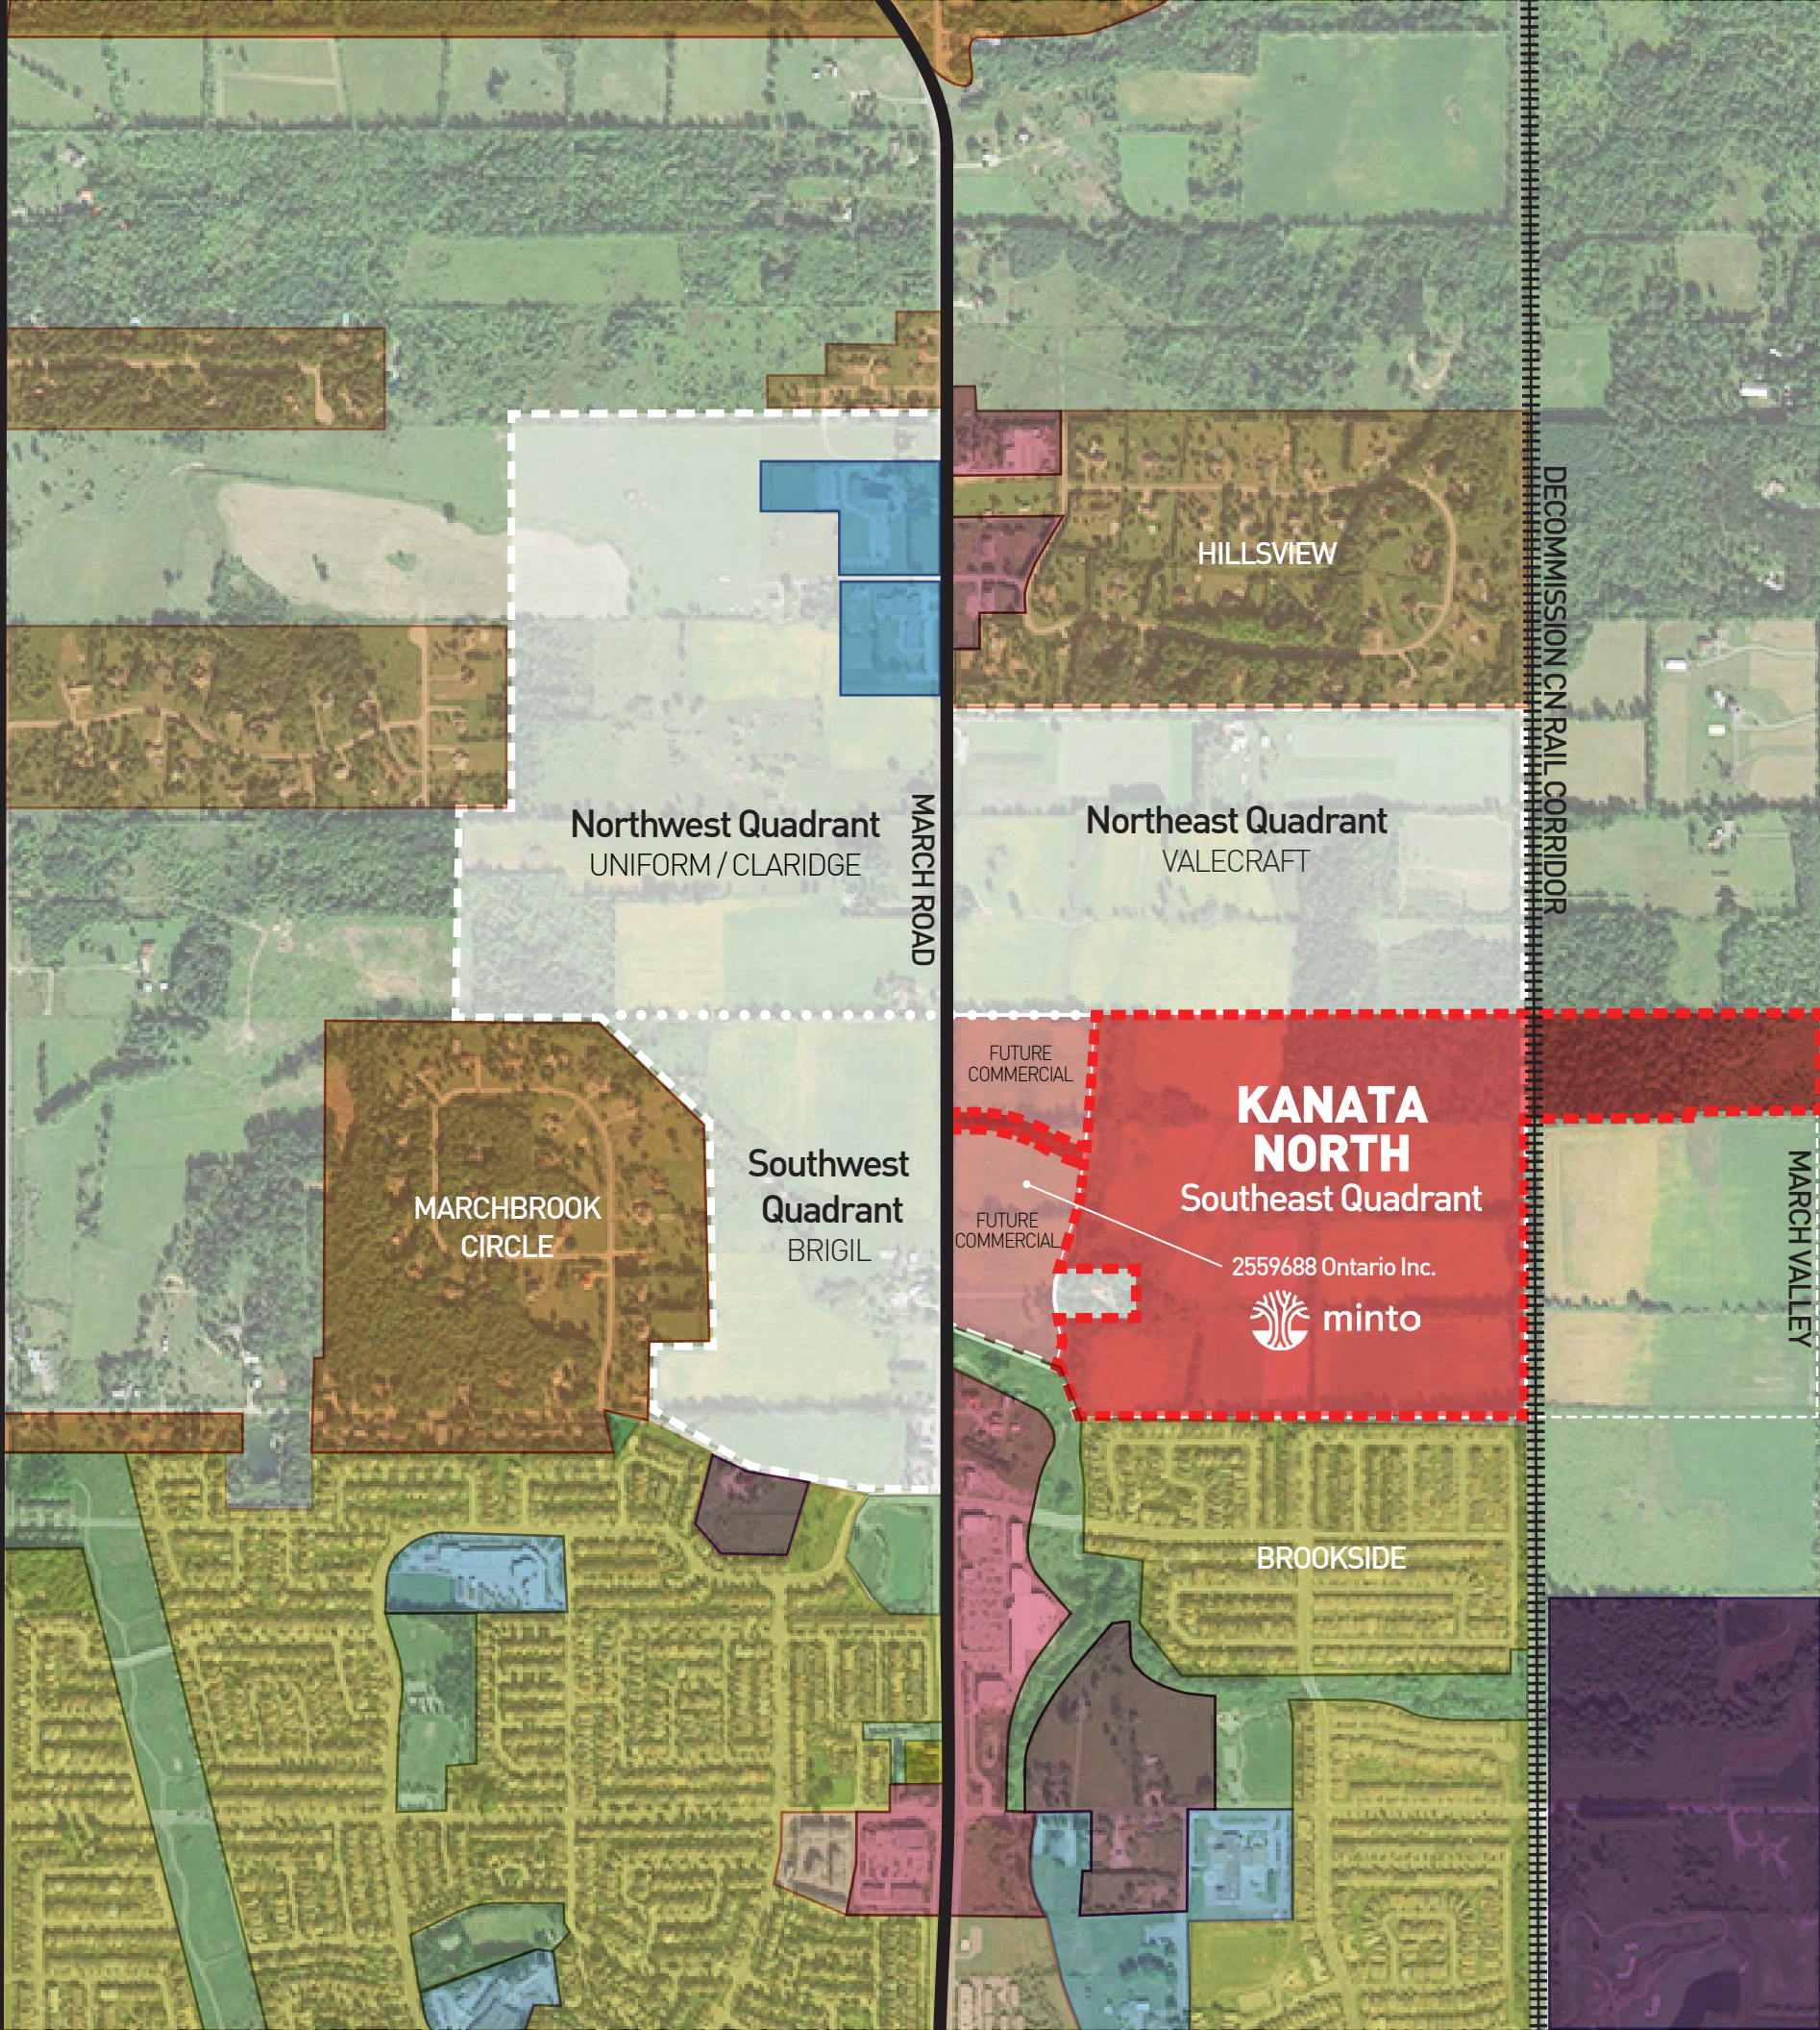 HILLSVIEW
DECOMMISSION CN RAIL CORRIDOR
Northwest Quadrant
UNIFORM / CLARIDGE
MARCH ROAD
Northeast Quadrant
VALECRAFT
FUTURE
COMMERCIAL
KANATA
NORTH
Southeast Quadrant
Southwest
Quadrant
BRIGIL
MARCHBROOK
CIRCLE
FUTURE
COMMERCIAL
2559688 Ontario Inc.
minto
MARCH VALLEY
BROOKSIDE